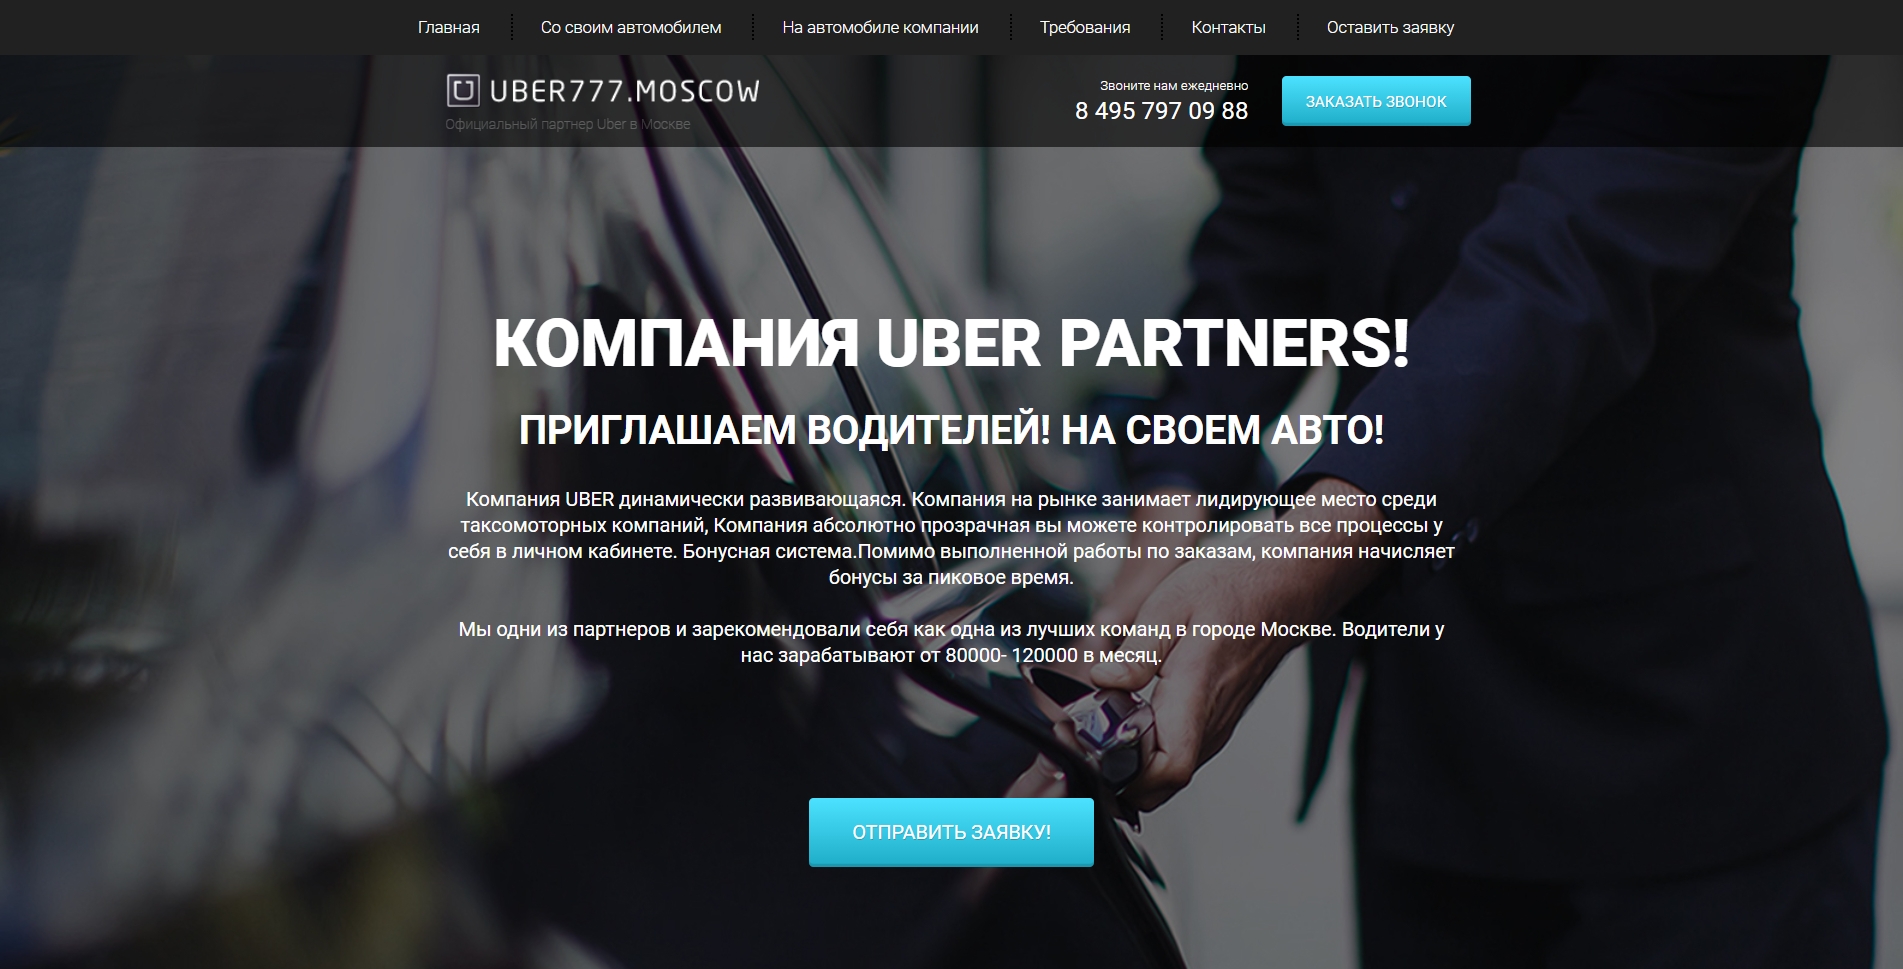 Главная Со своим автомобилем На автомобиле компании Требования Контакты Оставить заявку
UBER777.MOSCOW
Официальный партнер Uber в Москве
Звоните нам ежедневно
8 495 797 09 88
ЗАКАЗАТЬ ЗВОНОК
КОМПАНИЯ UBER PARTNERS!
ПРИГЛАШАЕМ ВОДИТЕЛЕЙ! НА СВОЕМ АВТО!
Компания UBER динамически развивающаяся. Компания на рынке занимает лидирующее место среди
таксомоторных компаний, Компания абсолютно прозрачная вы можете контролировать все процессы у
себя в личном кабинете. Бонусная система.Помимо выполненной работы по заказам, компания начисляет
бонусы за пиковое время.
Мы одни из партнеров и зарекомендовали себя как одна из лучших команд в городе Москве. Водители у
нас зарабатывают от 80000- 120000 в месяц.
ОТПРАВИТЬ ЗАЯВКУ!